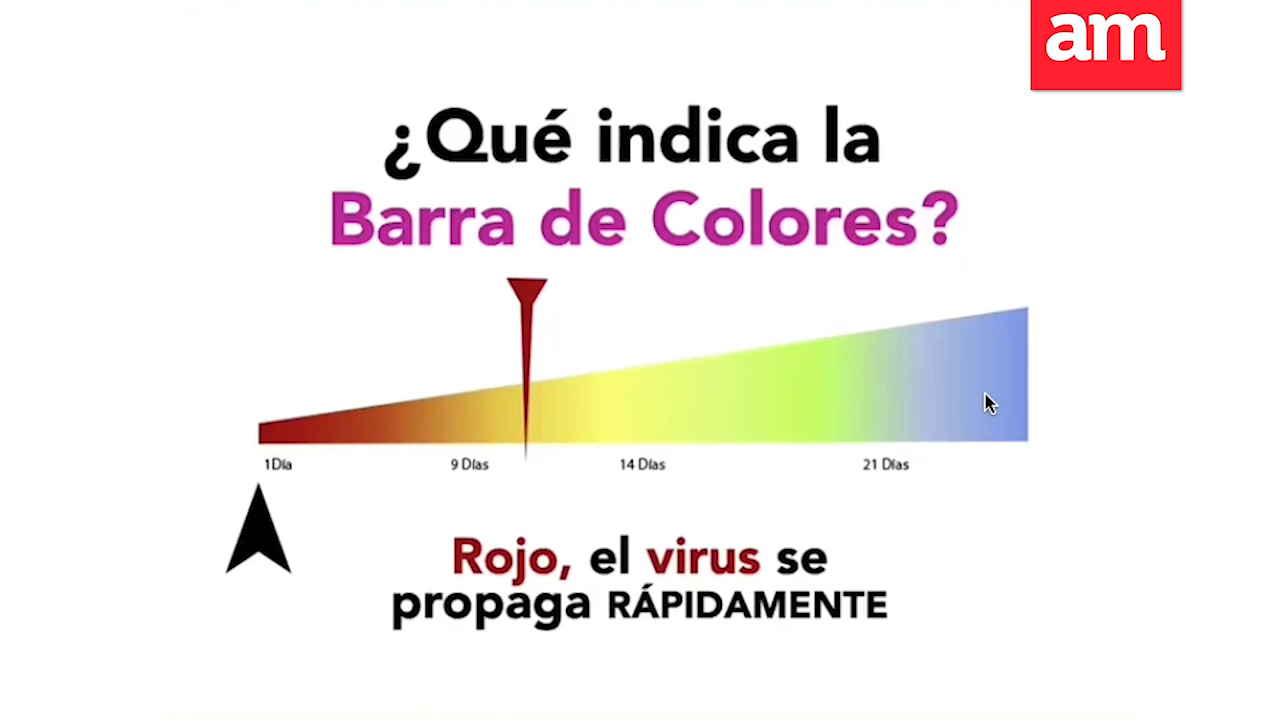 am
¿Qué indica la
Barra de Colores?
1Día
9 Días
14 Días
21 Días
Rojo, el virus se
propaga RÁPIDAMENTE